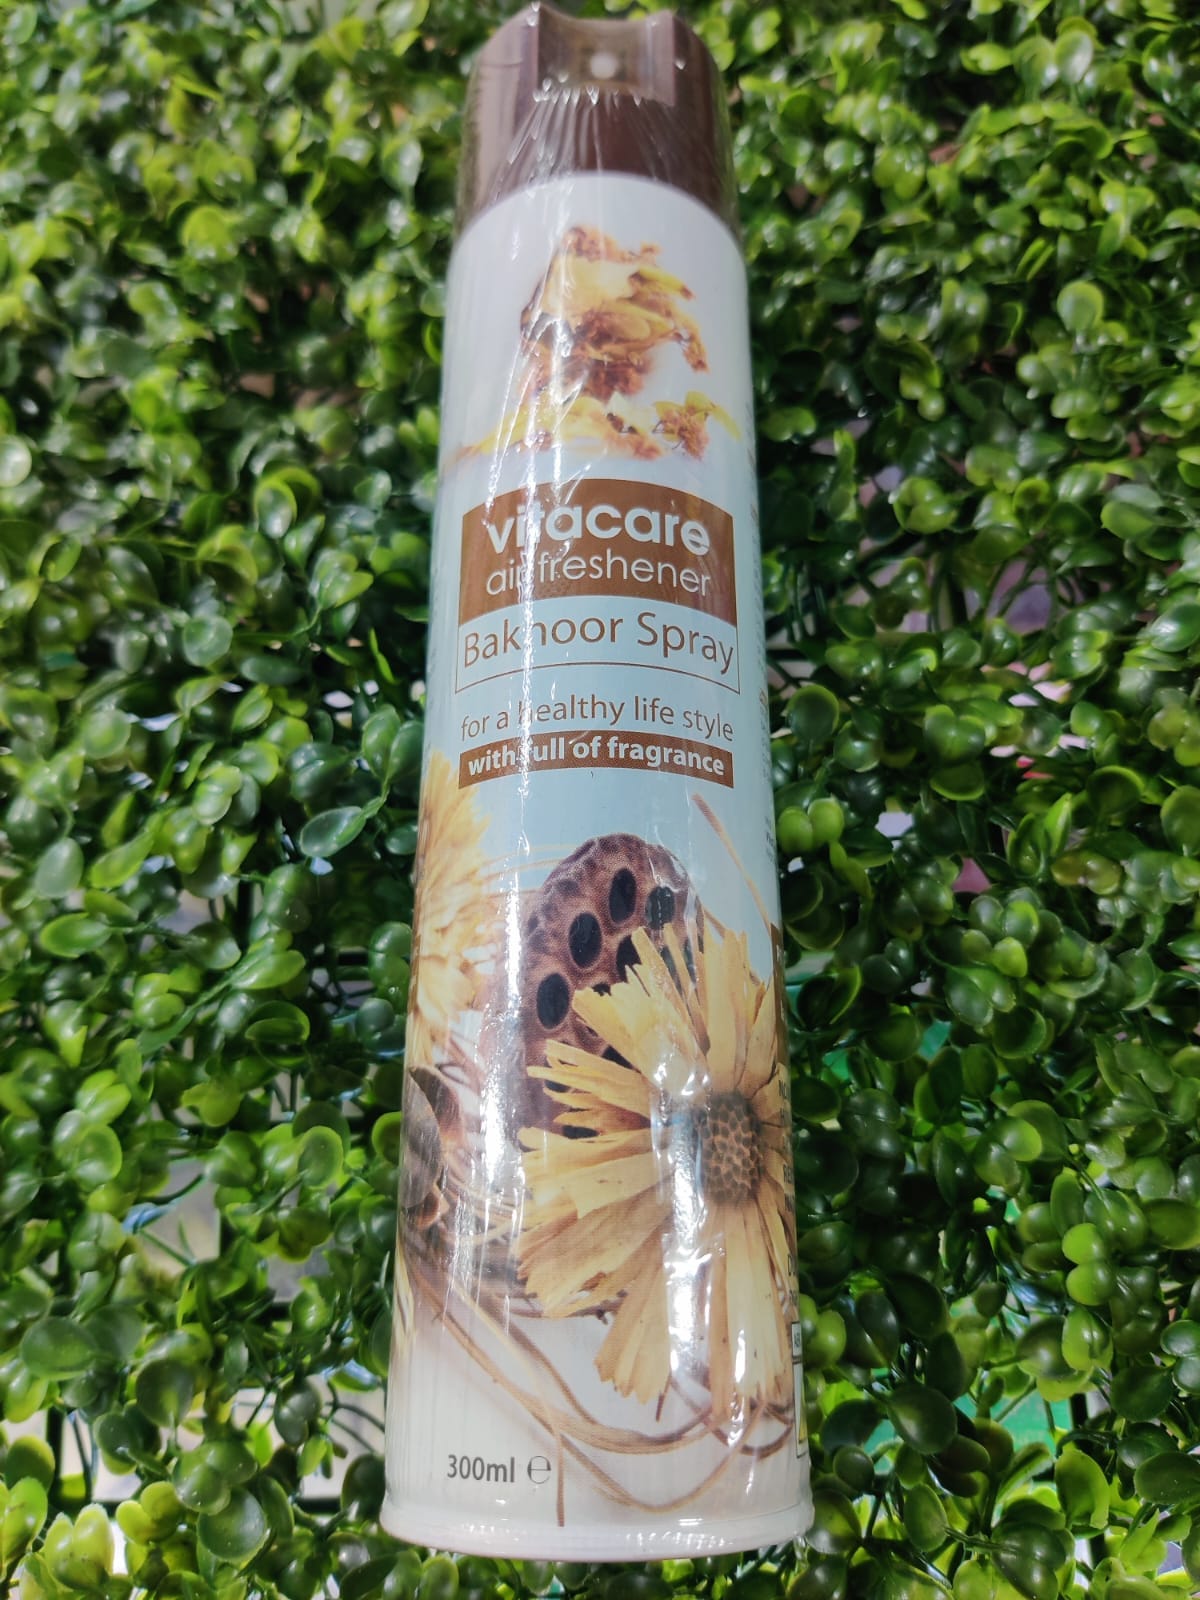 vitacare
air freshener
Bakhoor Spray
for a healthy life style
with full of fragrance
300ml ℮